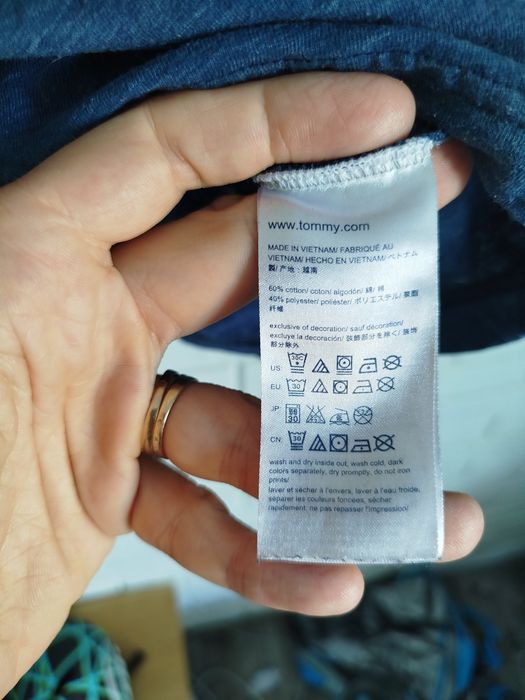 www.tommy.com
MADE IN VIETNAM/ FABRIQUÉ AU
VIETNAM/ HECHO EN VIETNAM/ベトナム
製/ 产地 : 越南
60% cotton/ coton/ algodón/ 綿/ 棉
40% polyester/ poliéster/ ポリエステル/ 聚酯
纤维
exclusive of decoration/ sauf décoration/
excluye la decoración/ 装飾部分を除く/ 装饰
部分除外
US:
EU: 30
JP: 30
CN: 30
wash and dry inside out, wash cold, dark
colors separately, dry promptly, do not iron
prints/
laver et sécher à l'envers, laver à l'eau froide,
séparer les couleurs foncées, sécher
rapidement, ne pas repasser l'impression/